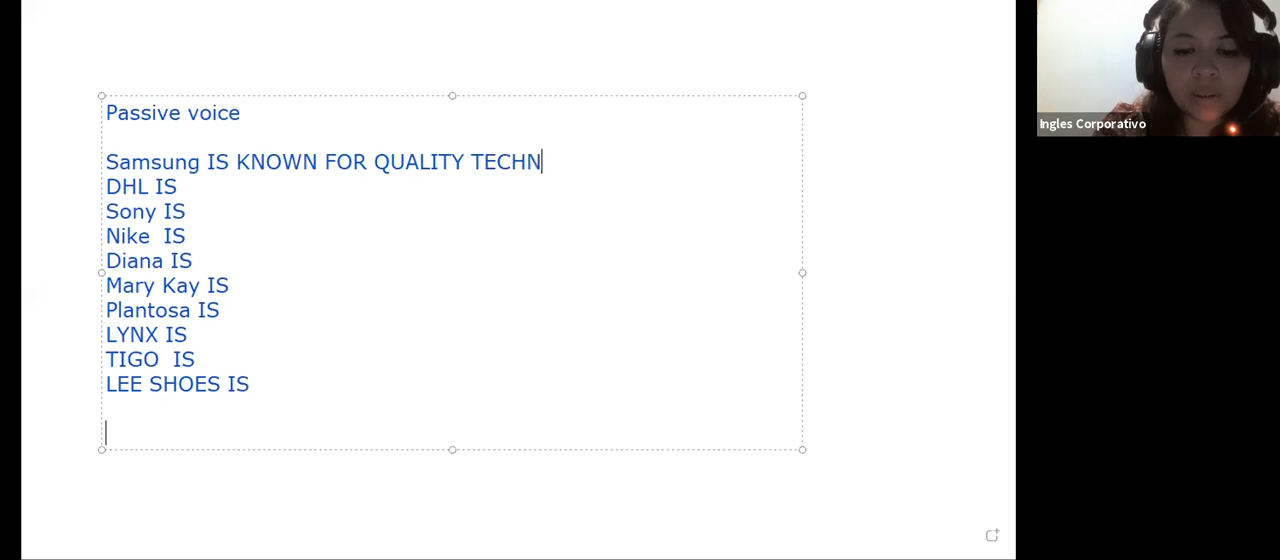 Passive voice
Samsung IS KNOWN FOR QUALITY TECHN
DHL IS
Sony IS
Nike  IS
Diana IS
Mary Kay IS
Plantosa IS
LYNX IS
TIGO  IS
LEE SHOES IS
Ingles Corporativo